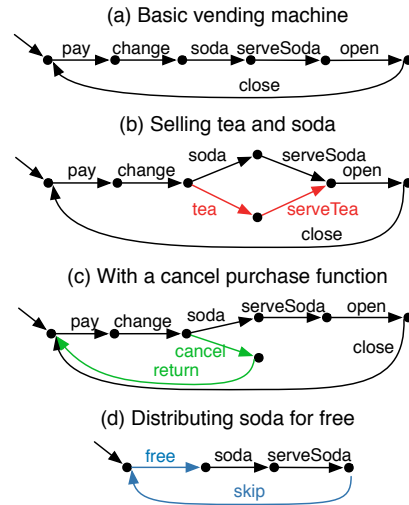 (a) Basic vending machine
pay change soda serveSoda open
close
(b) Selling tea and soda
soda serveSoda
pay change open
tea serveTea
close
(c) With a cancel purchase function
serveSoda
soda open
pay change
cancel close
return
(d) Distributing soda for free
free soda serveSoda
skip